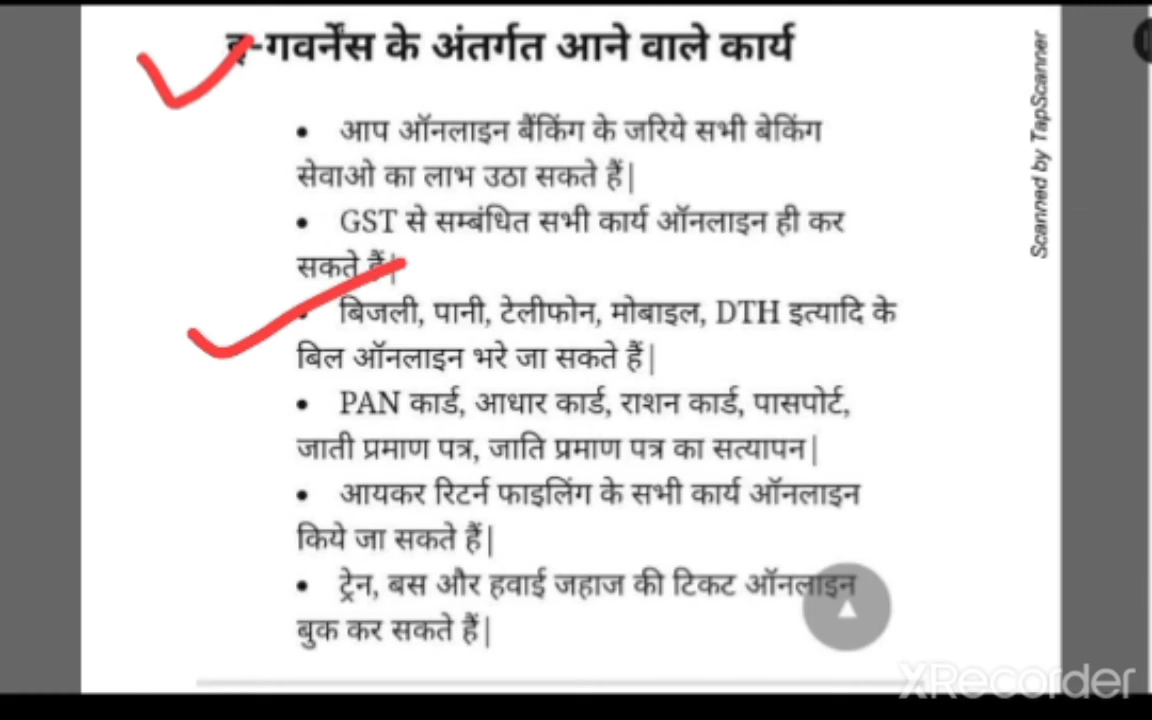 इ-गवर्नेंस के अंतर्गत आने वाले कार्य
• आप ऑनलाइन बैंकिंग के जरिये सभी बेकिंग
सेवाओ का लाभ उठा सकते हैं|
• GST से सम्बंधित सभी कार्य ऑनलाइन ही कर
सकते हैं|
• बिजली, पानी, टेलीफोन, मोबाइल, DTH इत्यादि के
बिल ऑनलाइन भरे जा सकते हैं|
• PAN कार्ड, आधार कार्ड, राशन कार्ड, पासपोर्ट,
जाती प्रमाण पत्र, जाति प्रमाण पत्र का सत्यापन|
• आयकर रिटर्न फाइलिंग के सभी कार्य ऑनलाइन
किये जा सकते हैं|
• ट्रेन, बस और हवाई जहाज की टिकट ऑनलाइन
बुक कर सकते हैं|
Scanned by TapScanner
XRecorder